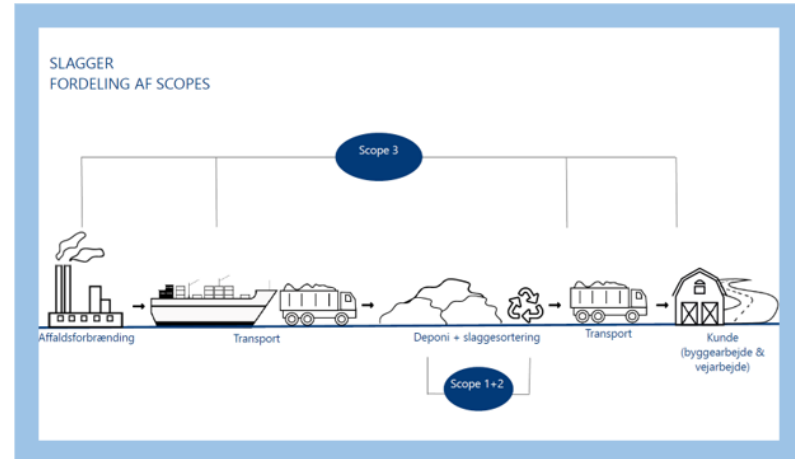 SLAGGER
FORDELING AF SCOPES
Scope 3
Affaldsforbrænding
Transport
Deponi + slaggesortering
Transport
Kunde
(byggearbejde &
vejarbejde)
Scope 1+2